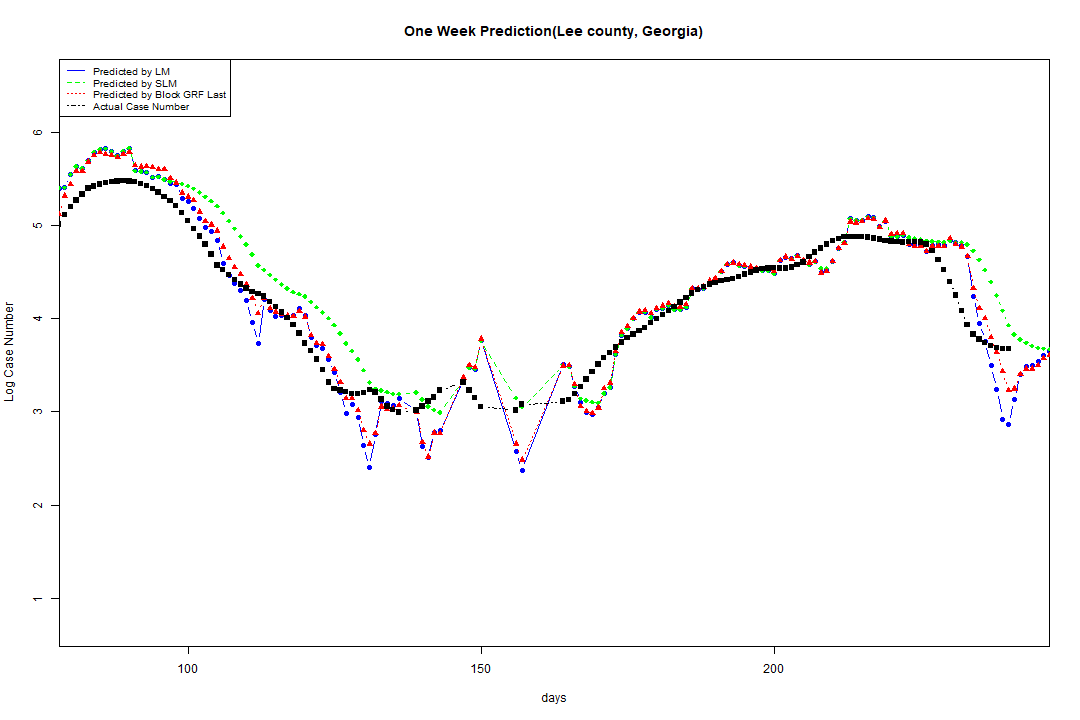 One Week Prediction(Lee county, Georgia)
Predicted by LM
Predicted by SLM
Predicted by Block GRF Last
Actual Case Number
Log Case Number
6
5
4
3
2
1
100
150
200
days